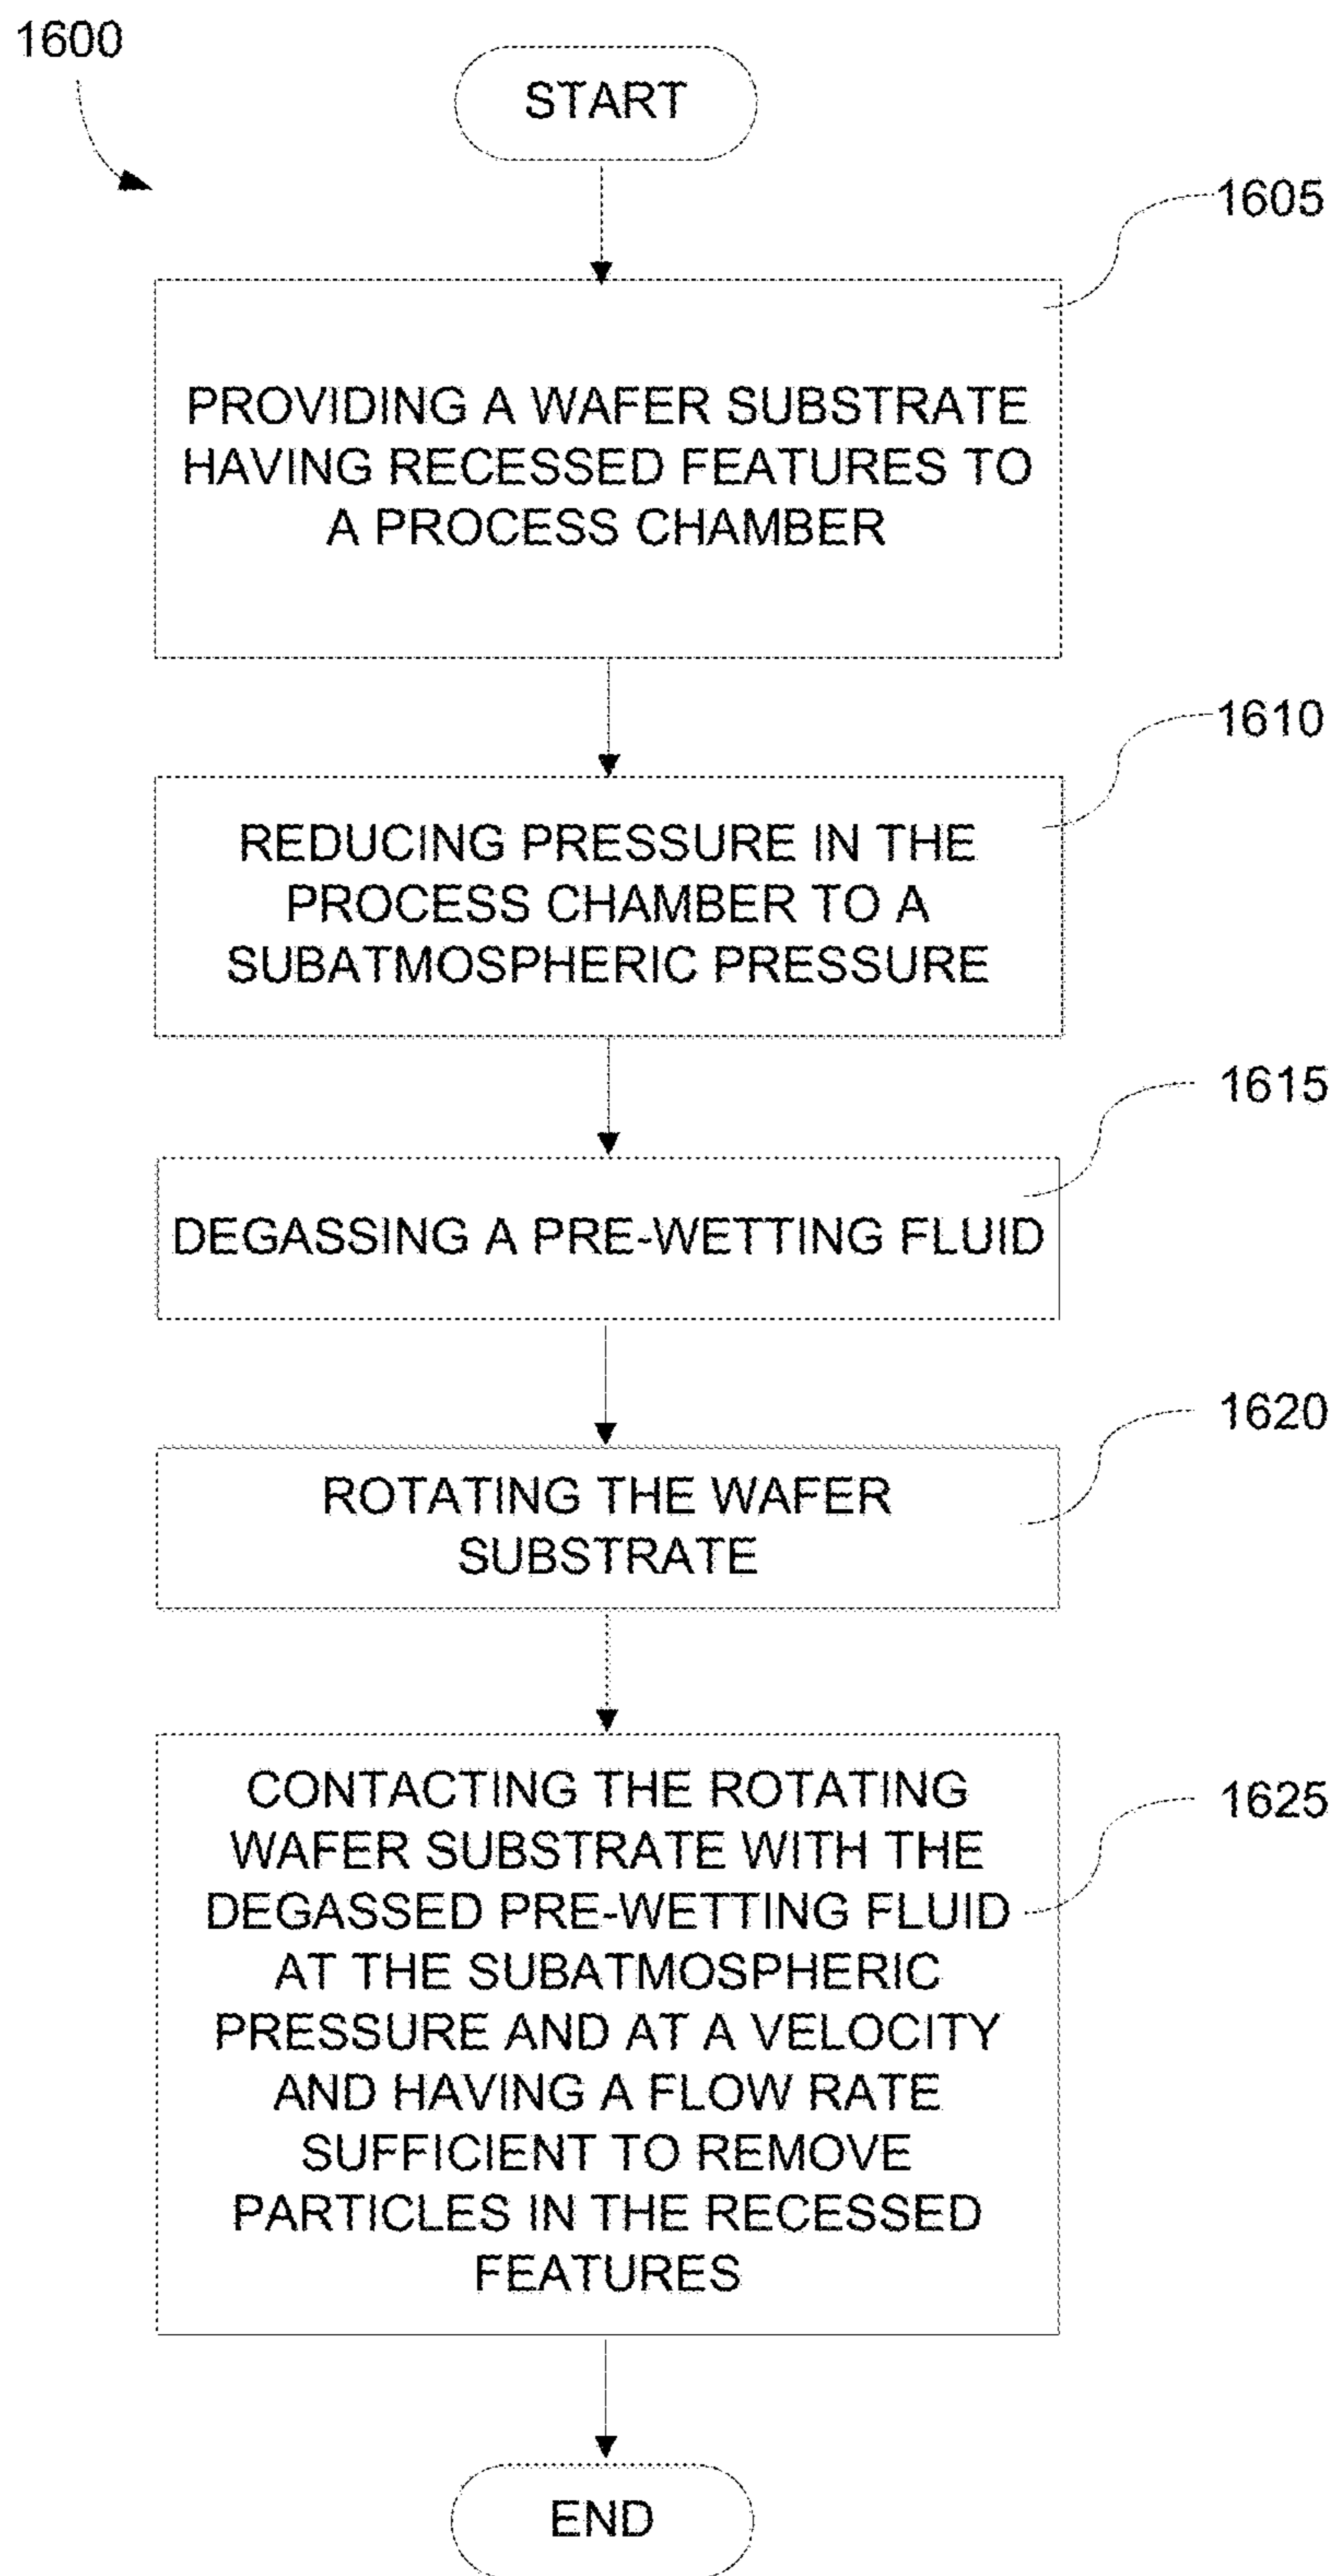 1600
START
1605
PROVIDING A WAFER SUBSTRATE
HAVING RECESSED FEATURES TO
A PROCESS CHAMBER
1610
REDUCING PRESSURE IN THE
PROCESS CHAMBER TO A
SUBATMOSPHERIC PRESSURE
1615
DEGASSING A PRE-WETTING FLUID
1620
ROTATING THE WAFER
SUBSTRATE
1625
CONTACTING THE ROTATING
WAFER SUBSTRATE WITH THE
DEGASSED PRE-WETTING FLUID
AT THE SUBATMOSPHERIC
PRESSURE AND AT A VELOCITY
AND HAVING A FLOW RATE
SUFFICIENT TO REMOVE
PARTICLES IN THE RECESSED
FEATURES
END